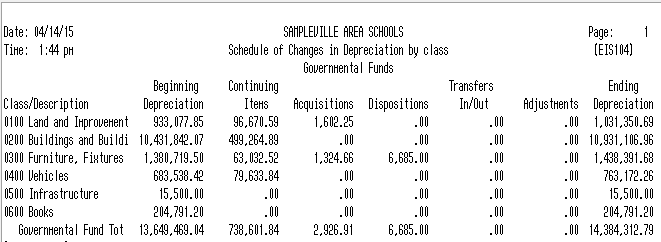 Date: 04/14/15 SAMPLEVILLE AREA SCHOOLS Page: 1
Time: 1:44 pm Schedule of Changes in Depreciation by class (EIS104)
Governmental Funds
Beginning Continuing Transfers Ending
Class/Description Depreciation Items Acquisitions Dispositions In/Out Adjustments Depreciation
0100 Land and Improvement 933,077.85 96,670.59 1,602.25 .00 .00 .00 1,031,350.69
0200 Buildings and Buildi 10,431,842.07 499,264.89 .00 .00 .00 .00 10,931,106.96
0300 Furniture, Fixtures 1,380,719.50 63,032.52 1,324.66 6,685.00 .00 .00 1,438,391.68
0400 Vehicles 683,538.42 79,633.84 .00 .00 .00 .00 763,172.26
0500 Infrastructure 15,500.00 .00 .00 .00 .00 .00 15,500.00
0600 Books 204,791.20 .00 .00 .00 .00 .00 204,791.20
Governmental Fund Tot 13,649,469.04 738,601.84 2,926.91 6,685.00 .00 .00 14,384,312.79